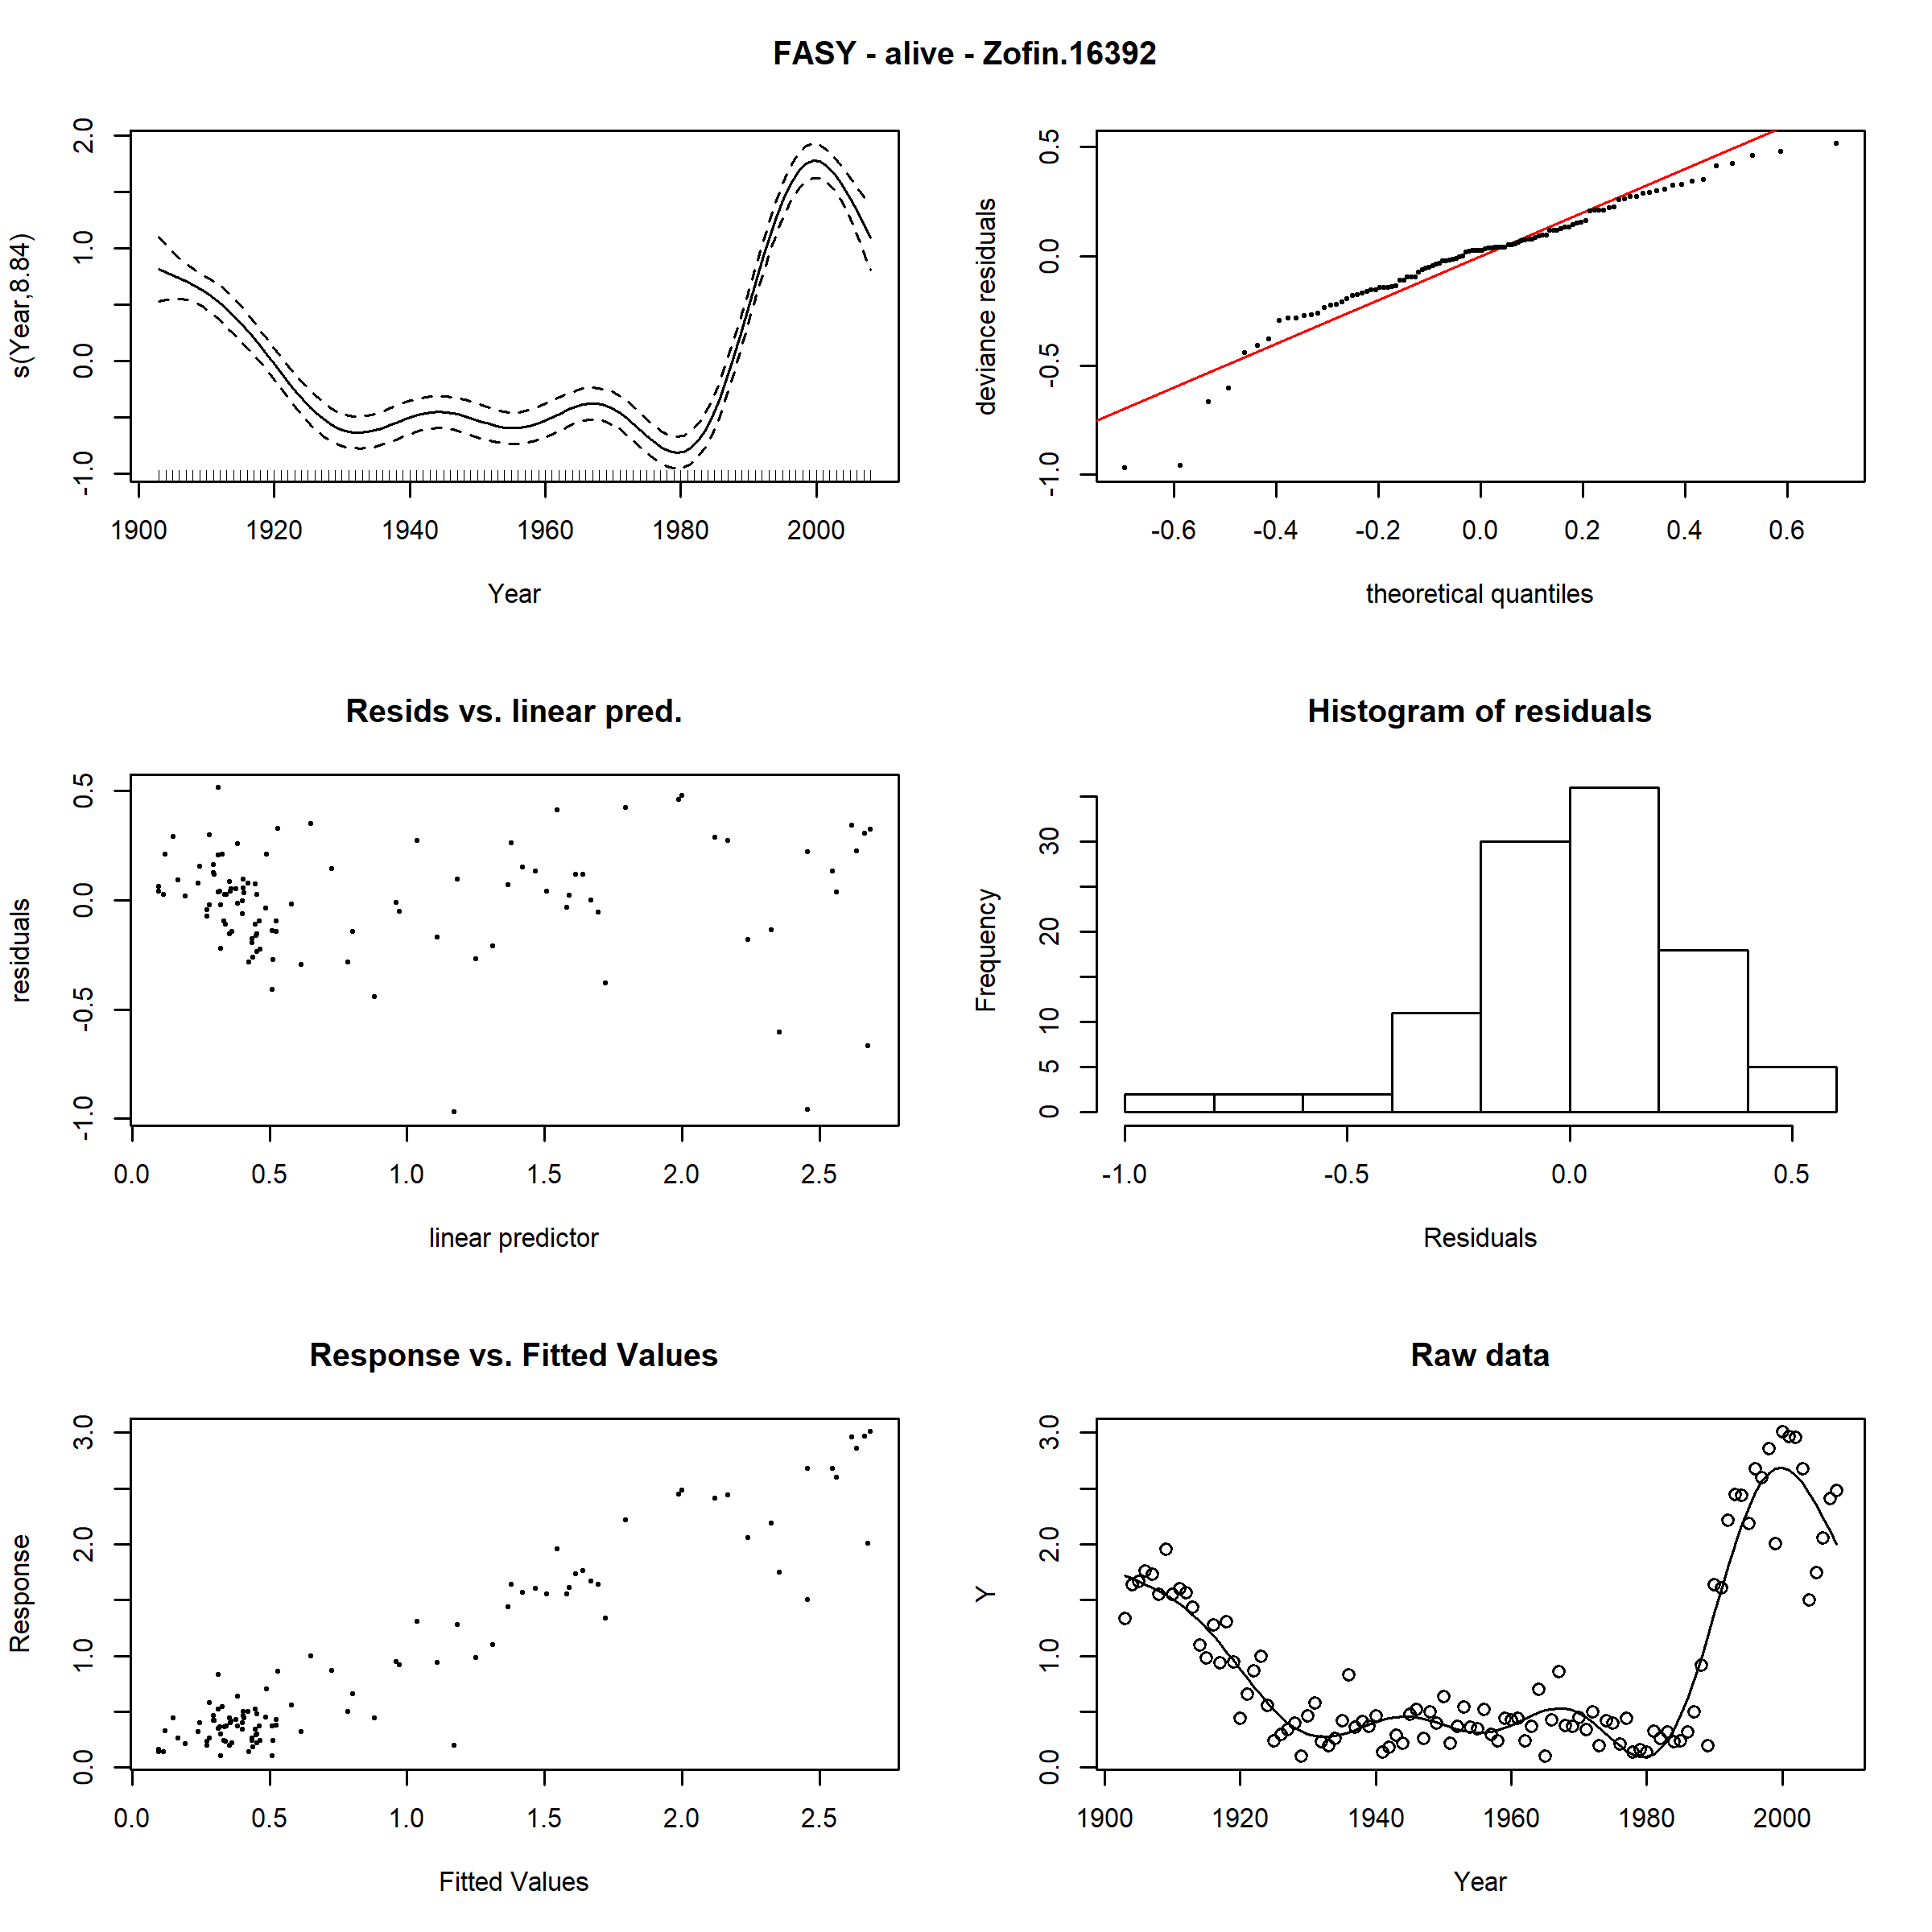 FASY - alive - Zofin.16392
s(Year,8.84)
2.0
1.0
0.0
-1.0
1900 1920 1940 1960 1980 2000
Year
deviance residuals
0.5
0.0
-0.5
-1.0
-0.6 -0.4 -0.2 0.0 0.2 0.4 0.6
theoretical quantiles
Resids vs. linear pred.
residuals
0.5
0.0
-0.5
-1.0
0.0 0.5 1.0 1.5 2.0 2.5
linear predictor
Histogram of residuals
Frequency
30
20
10
5
0
-1.0 -0.5 0.0 0.5
Residuals
Response vs. Fitted Values
Response
3.0
2.0
1.0
0.0
0.0 0.5 1.0 1.5 2.0 2.5
Fitted Values
Raw data
Y
3.0
2.0
1.0
0.0
1900 1920 1940 1960 1980 2000
Year